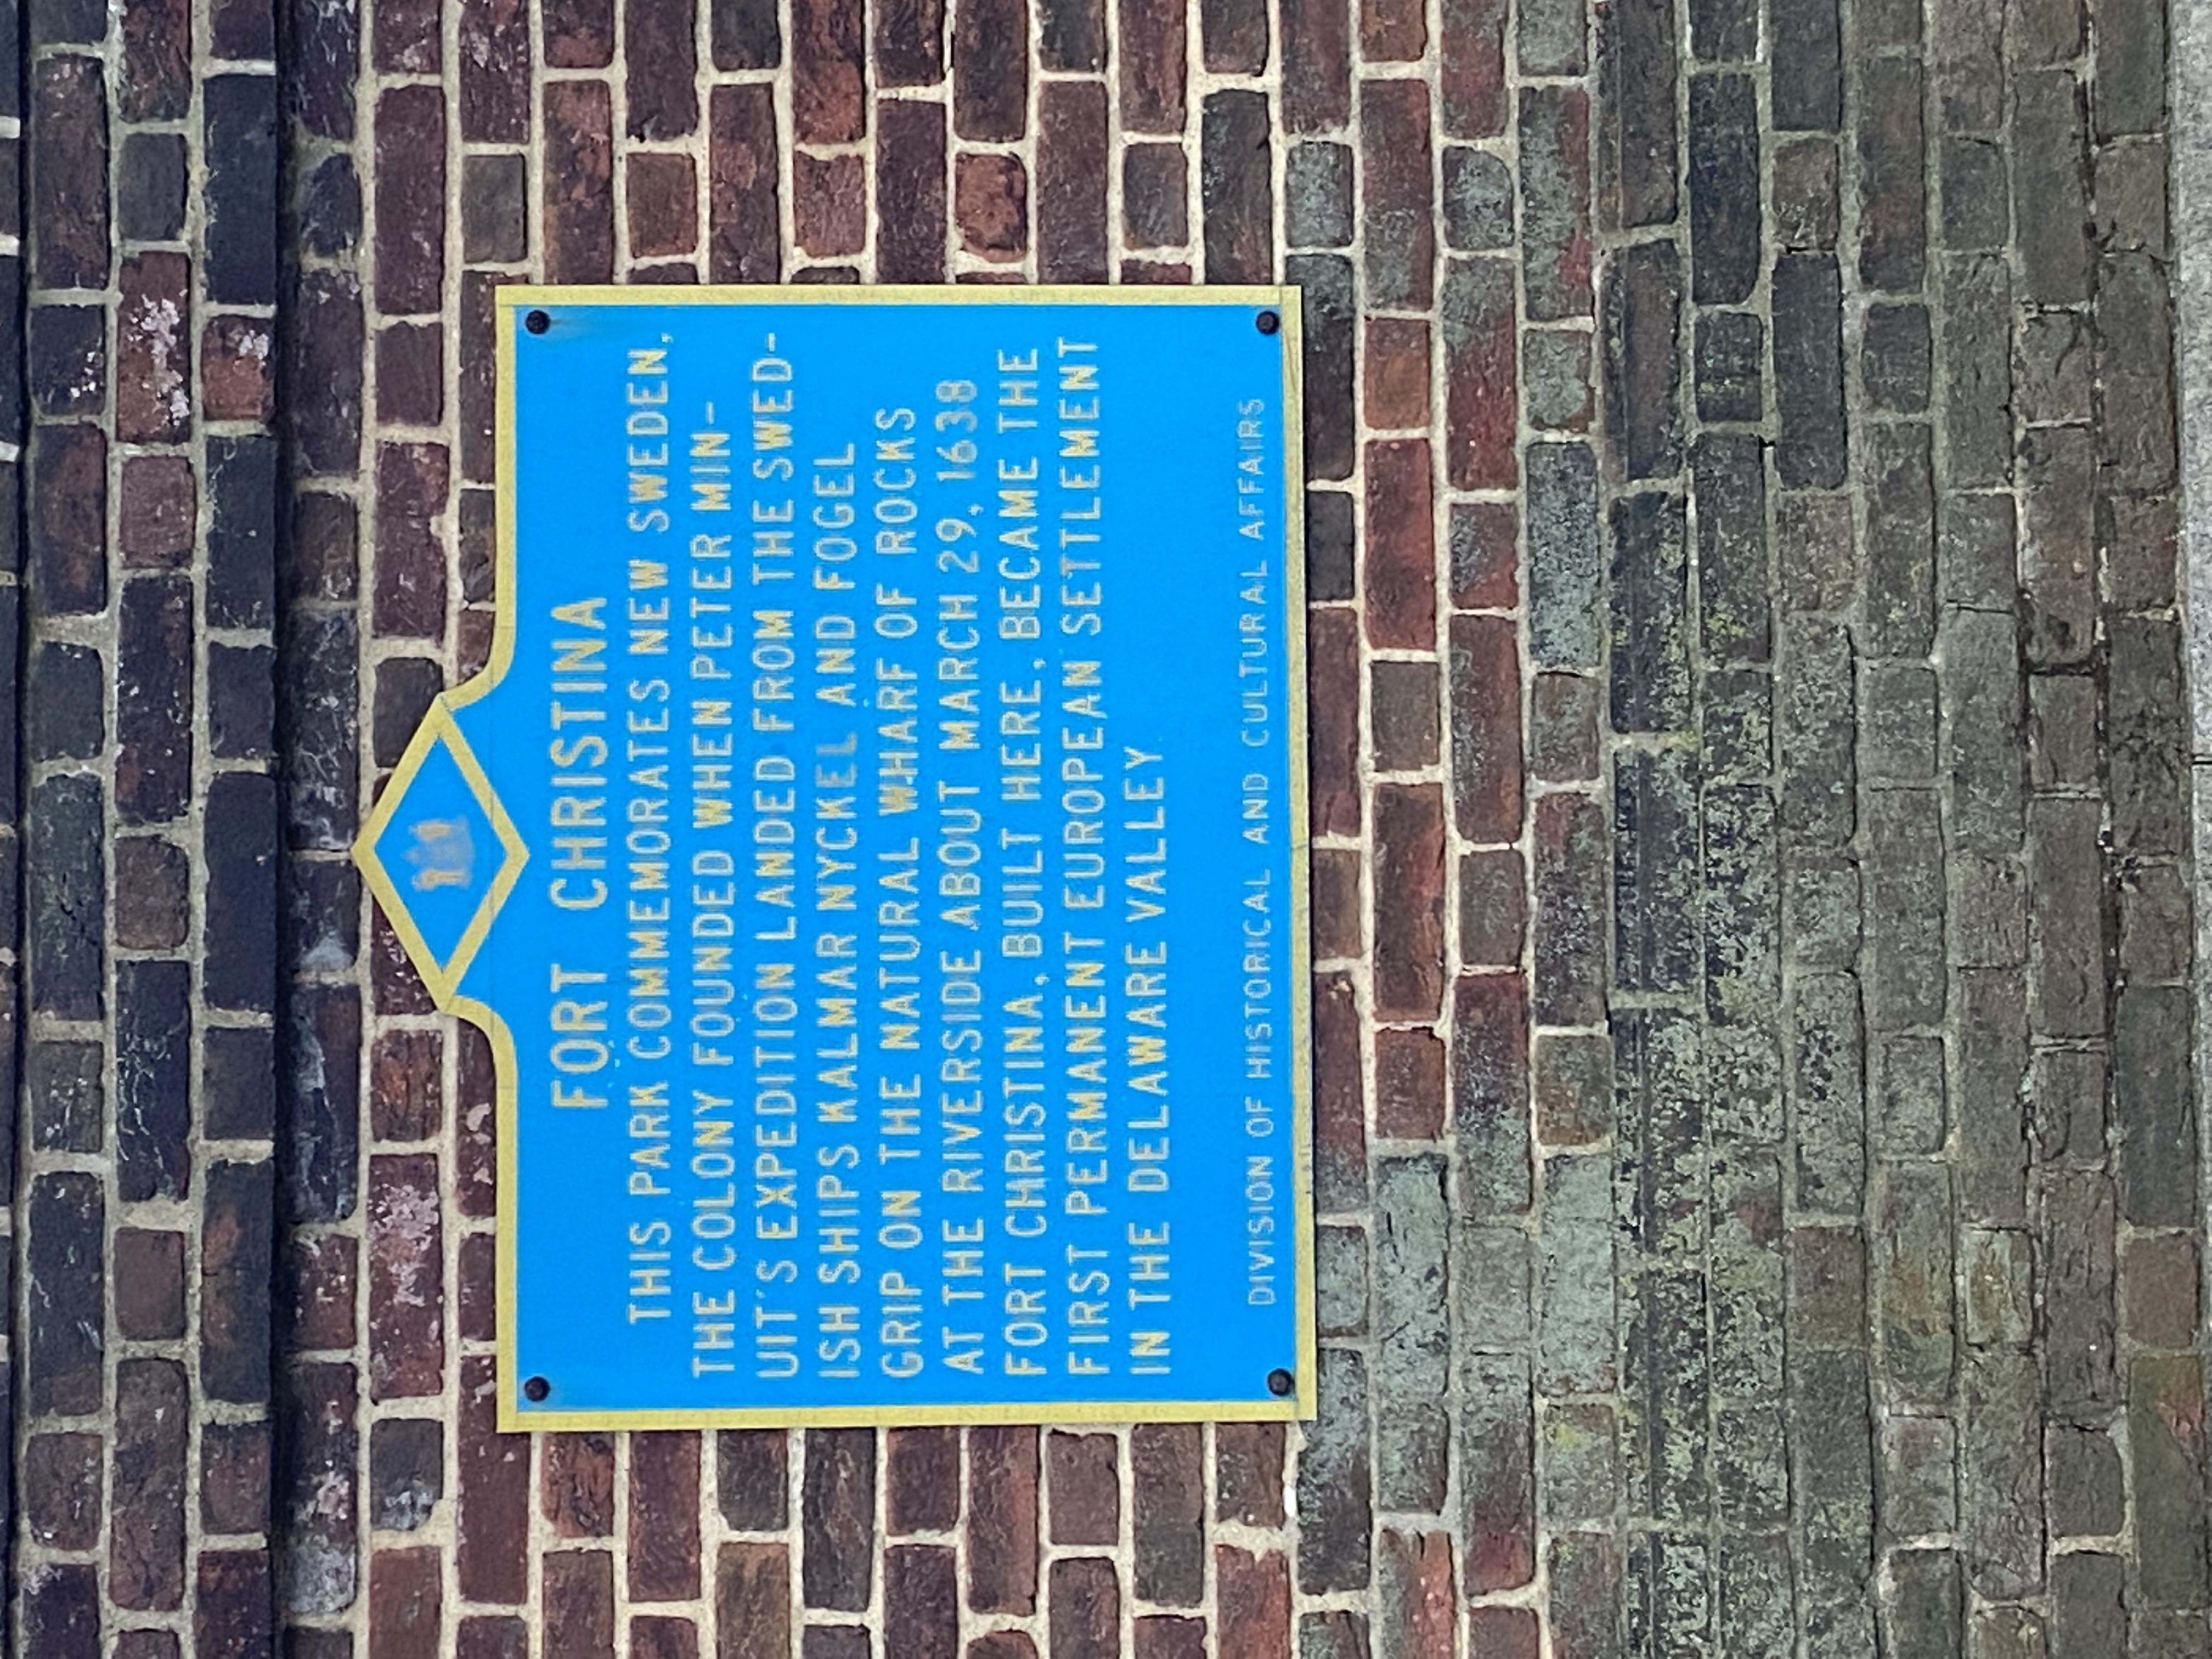 FORT CHRISTINA
THIS PARK COMMEMORATES NEW SWEDEN,
THE COLONY FOUNDED WHEN PETER MIN-
UIT'S EXPEDITION LANDED FROM THE SWED-
ISH SHIPS KALMAR NYCKEL AND FOGEL
GRIP ON THE NATURAL WHARF OF ROCKS
AT THE RIVERSIDE ABOUT MARCH 29, 1638
FORT CHRISTINA, BUILT HERE, BECAME THE
FIRST PERMANENT EUROPEAN SETTLEMENT
IN THE DELAWARE VALLEY
DIVISION OF HISTORICAL AND CULTURAL AFFAIRS